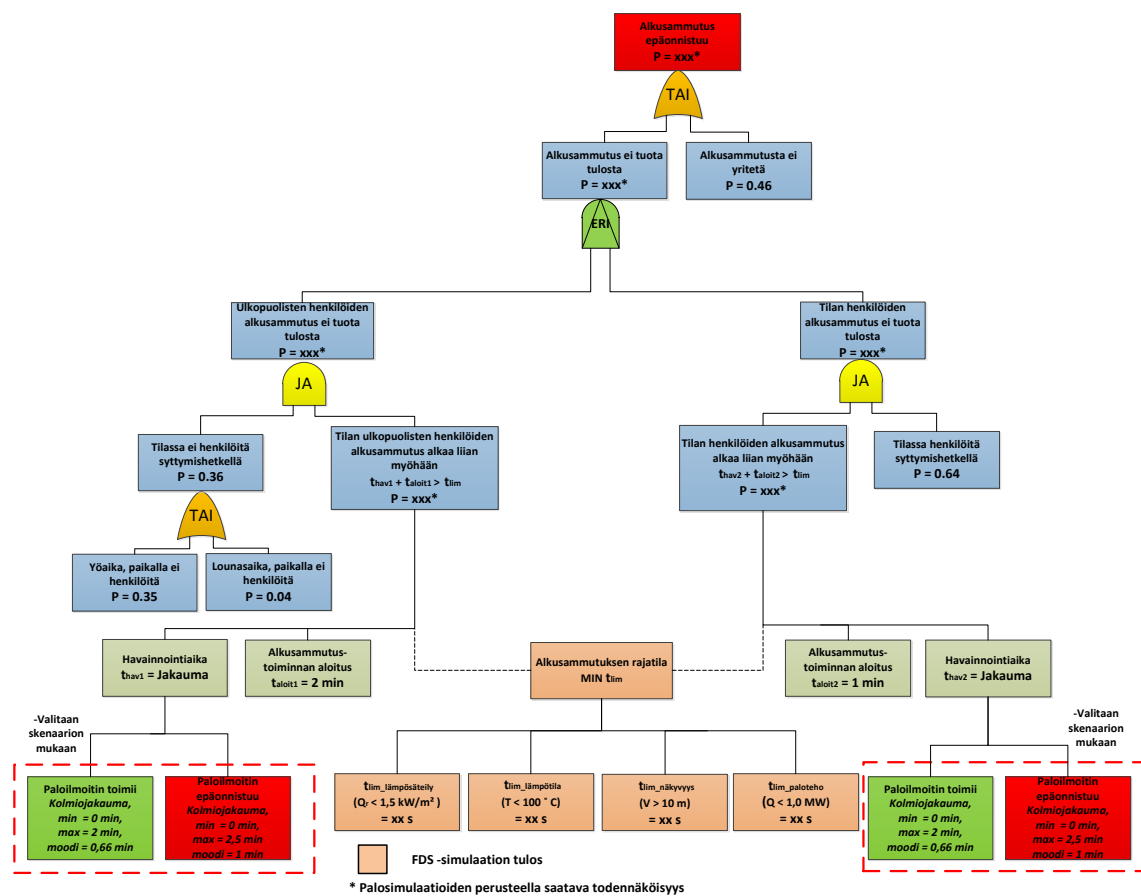 Alkusammutus
epäonnistuu
P = xxx*
TAI
Alkusammutus ei tuota
tulosta
P = xxx*
Alkusammutusta ei
yritetä
P = 0.46
ERI
Ulkopuolisten henkilöiden
alkusammutus ei tuota
tulosta
P = xxx*
Tilan henkilöiden
alkusammutus ei tuota
tulosta
P = xxx*
JA
JA
Tilassa ei henkilöitä
syttymishetkellä
P = 0.36
Tilan ulkopuolisten henkilöiden
alkusammutus alkaa liian
myöhään
thav1 + taloit1 > tlim
P = xxx*
Tilan henkilöiden alkusammutus
alkaa liian myöhään
thav2 + taloit2 > tlim
P = xxx*
Tilassa henkilöitä
syttymishetkellä
P = 0.64
TAI
Yöaika, paikalla ei
henkilöitä
P = 0.35
Lounasaika, paikalla ei
henkilöitä
P = 0.04
Havainnointiaika
thav1 = Jakauma
Alkusammutus-
toiminnan aloitus
taloit1 = 2 min
Alkusammutuksen rajatila
MIN tlim
Alkusammutus-
toiminnan aloitus
taloit2 = 1 min
Havainnointiaika
thav2 = Jakauma
-Valitaan
skenaarion
mukaan
-Valitaan
skenaarion
mukaan
Paloilmoitin toimii
Kolmiojakauma,
min = 0 min,
max = 2 min,
moodi = 0,66 min
Paloilmoitin
epäonnistuu
Kolmiojakauma,
min = 0 min,
max = 2,5 min
moodi = 1 min
tlim_lämpösäteily
(Qr < 1,5 kW/m²)
= xx s
tlim_lämpötila
(T < 100 ° C)
= xx s
tlim_näkyvyys
(V > 10 m)
= xx s
tlim_paloteho
(Q < 1,0 MW)
= xx s
Paloilmoitin toimii
Kolmiojakauma,
min = 0 min,
max = 2 min,
moodi = 0,66 min
Paloilmoitin
epäonnistuu
Kolmiojakauma,
min = 0 min,
max = 2,5 min
moodi = 1 min
FDS -simulaation tulos
* Palosimulaatioiden perusteella saatava todennäköisyys